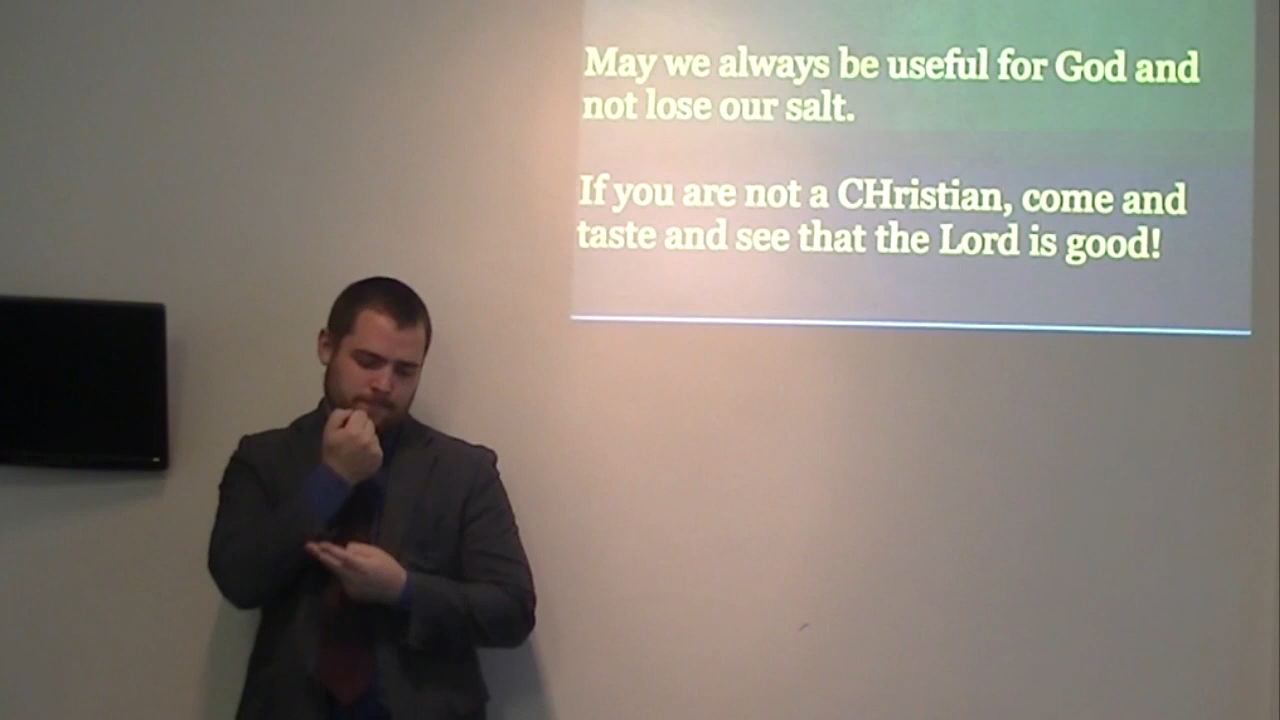 May we always be useful for God and
not lose our salt.
If you are not a CHristian, come and
taste and see that the Lord is good!